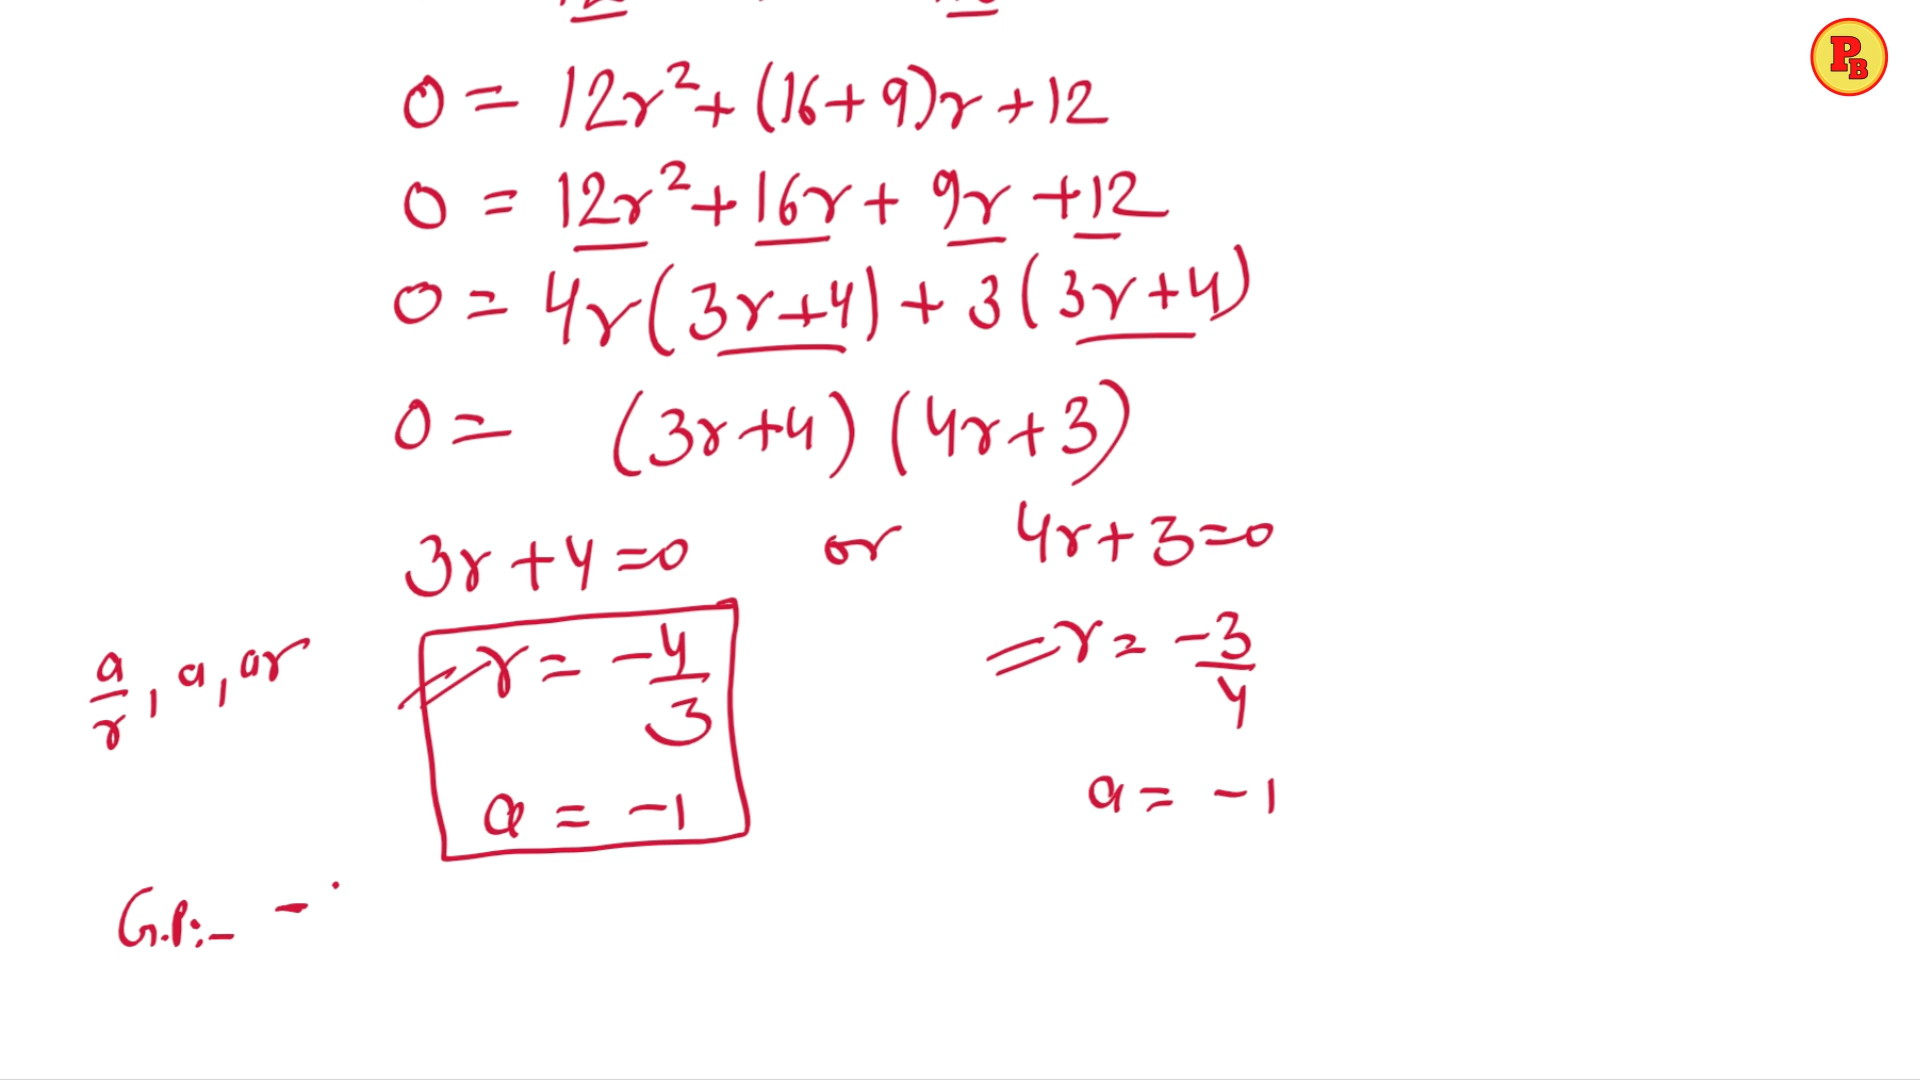 PB
0 = 12r²+(16+9)r+12
0 = 12r²+16r+ 9r +12
0 = 4r(3r+4)+3(3r+4)
0 = (3r+4)(4r+3)
3r+4=0 or 4r+3=0
a/r, a, ar
=r= -4/3
=r= -3/4
a = -1
a= -1
G.P:- -